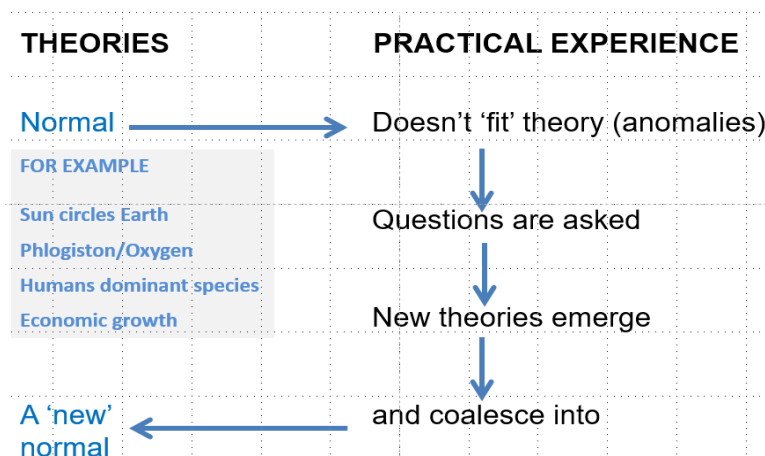 THEORIES
PRACTICAL EXPERIENCE
Normal
Doesn’t ‘fit’ theory (anomalies)
FOR EXAMPLE
Sun circles Earth
Phlogiston/Oxygen
Humans dominant species
Economic growth
Questions are asked
New theories emerge
and coalesce into
A ‘new’
normal